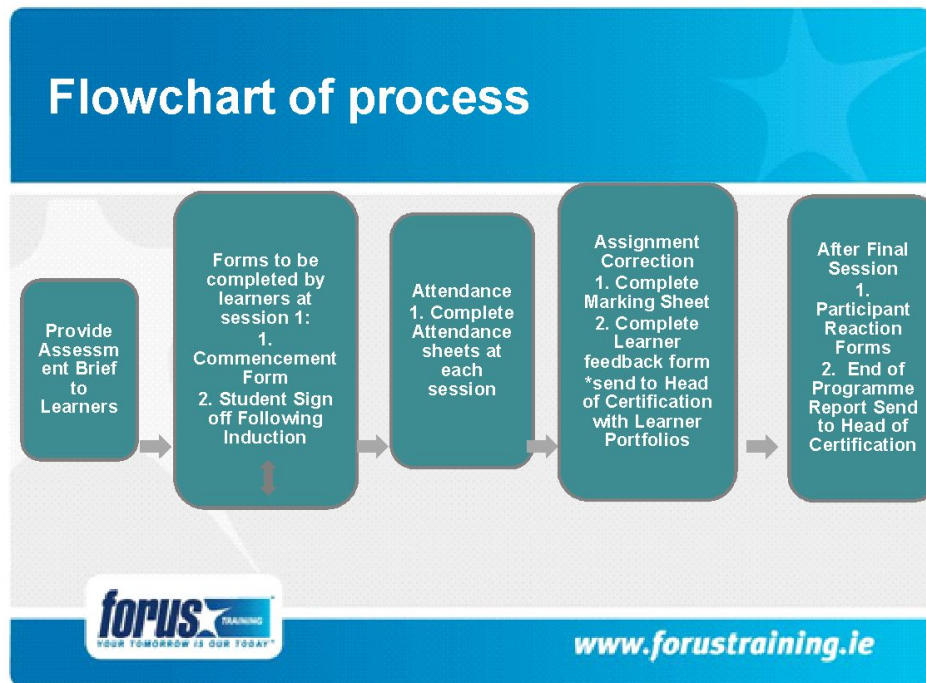 Flowchart of process
Provide
Assessm
ent Brief
to
Learners
Forms to be
completed by
learners at
session 1:
1.
Commencement
Form
2. Student Sign
off Following
Induction
Attendance
1. Complete
Attendance
sheets at
each
session
Assignment
Correction
1. Complete
Marking Sheet
2. Complete
Learner
feedback form
*send to Head
of Certification
with Learner
Portfolios
After Final
Session
1.
Participant
Reaction
Forms
2. End of
Programme
Report Send
to Head of
Certification
forus
TRAINING
YOUR TOMORROW IS OUR TODAY
www.forustraining.ie